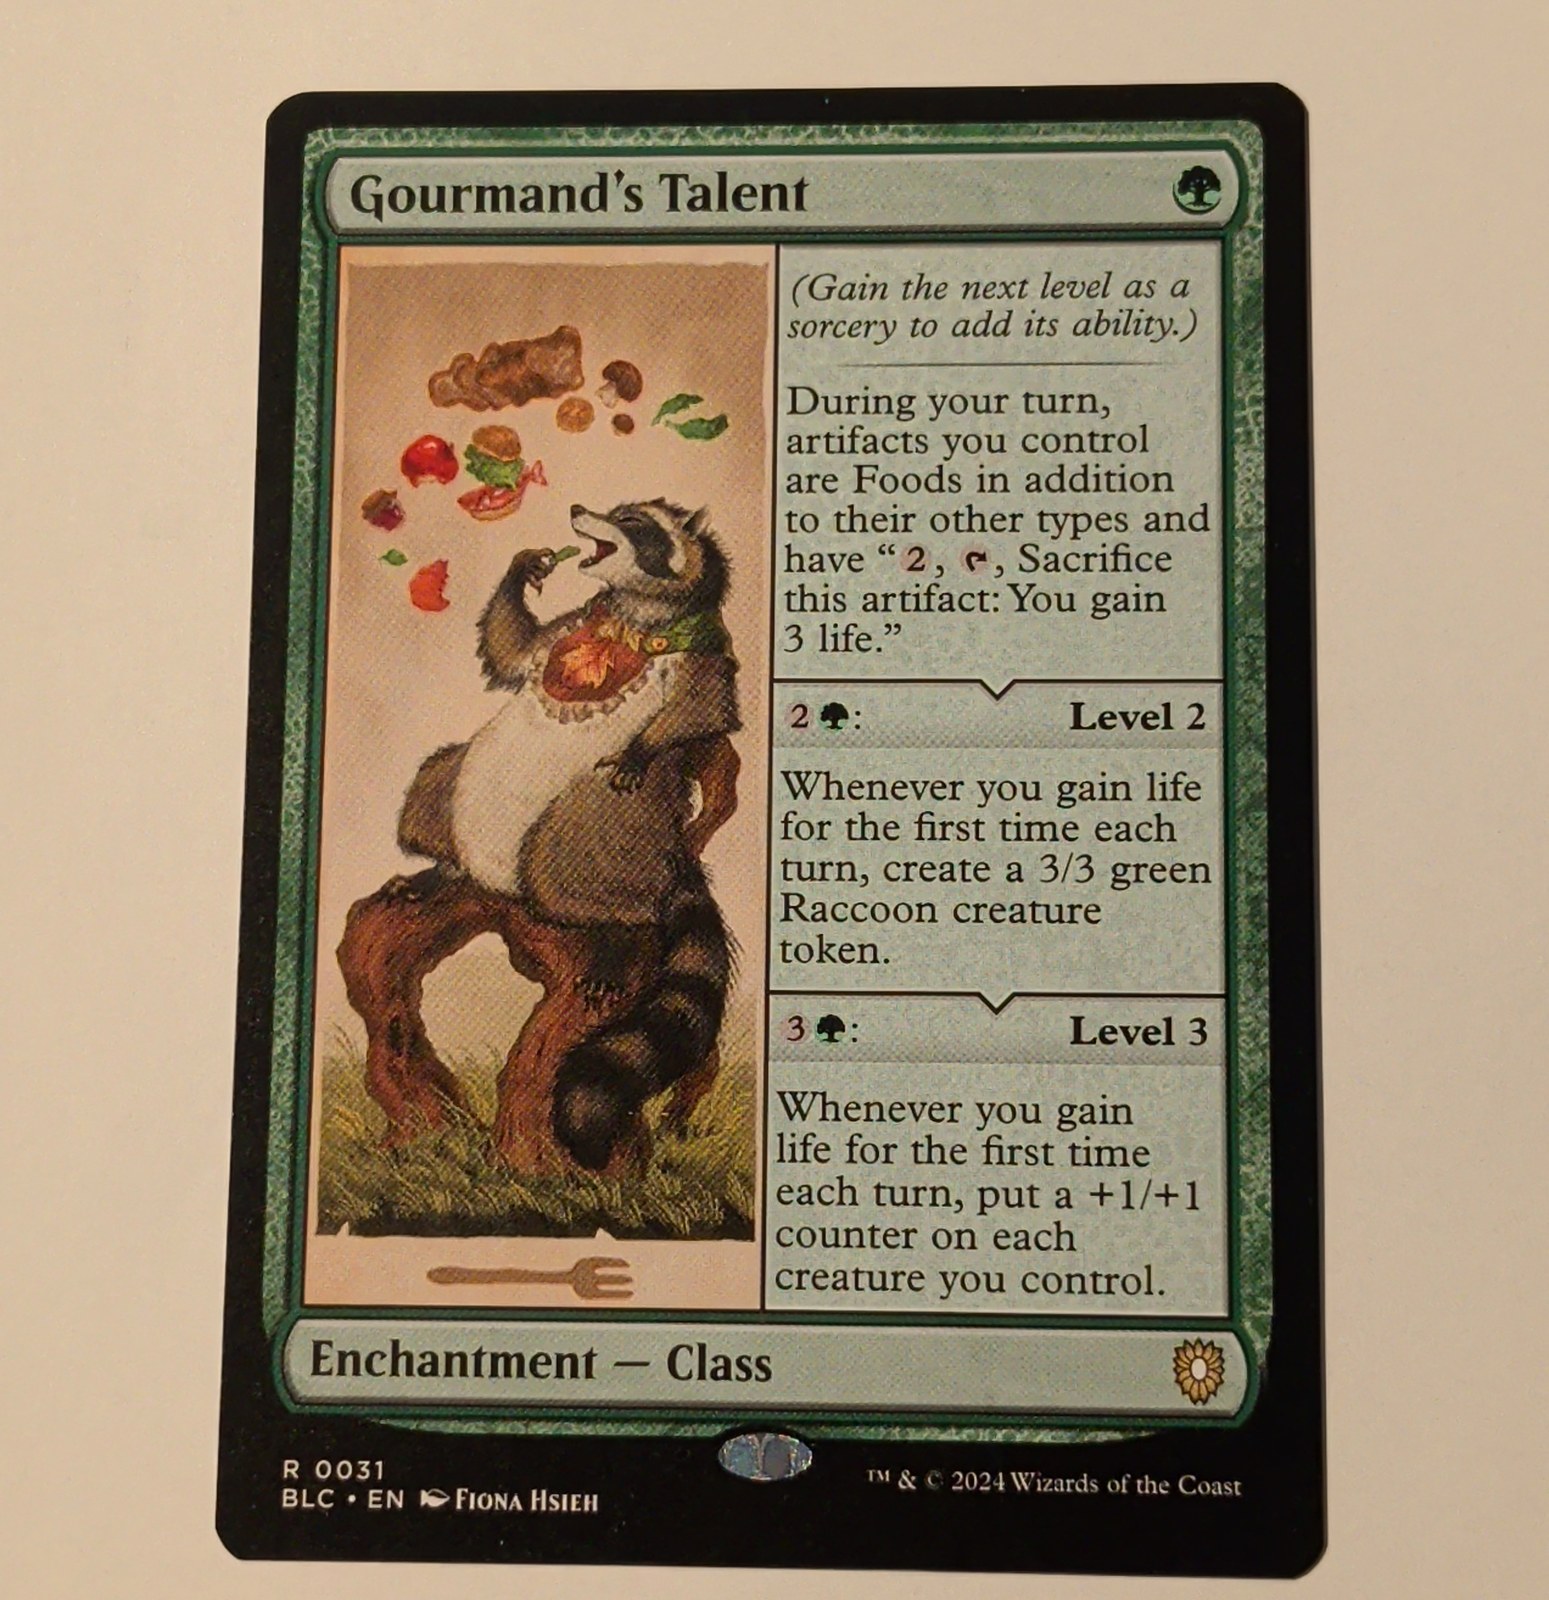 Gourmand's Talent
(Gain the next level as a
sorcery to add its ability.)
During your turn,
artifacts you control
are Foods in addition
to their other types and
have “2, , Sacrifice
this artifact: You gain
3 life.”
2 : Level 2
Whenever you gain life
for the first time each
turn, create a 3/3 green
Raccoon creature
token.
3 : Level 3
Whenever you gain
life for the first time
each turn, put a +1/+1
counter on each
creature you control.
Enchantment — Class
R 0031
BLC • EN Fiona Hsieh
™ & © 2024 Wizards of the Coast